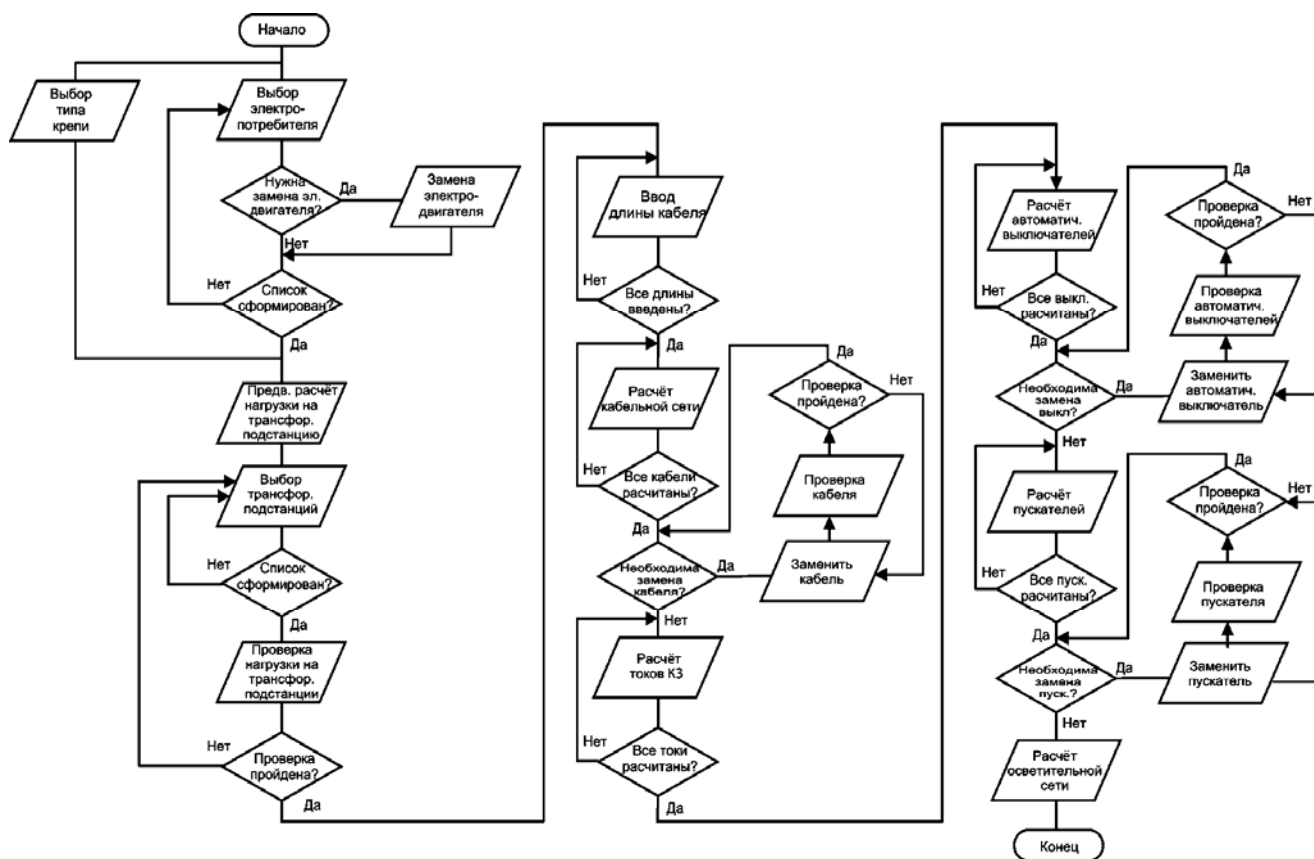 Начало
Выбор
типа
крепи
Выбор
электро-
потребителя
Нужна
замена эл.
двигателя?
Да
Замена
электро-
двигателя
Нет
Нет
Список
сформирован?
Да
Предв. расчёт
нагрузки на
трансфор.
подстанцию
Выбор
трансфор.
подстанций
Нет
Список
сформирован?
Да
Проверка
нагрузки на
трансфор.
подстанции
Нет
Проверка
пройдена?
Да
Ввод
длины кабеля
Нет
Все длины
введены?
Да
Расчёт
кабельной сети
Нет
Все кабели
расчитаны?
Да
Необходима
замена
кабеля?
Да
Заменить
кабель
Проверка
кабеля
Проверка
пройдена?
Да
Нет
Нет
Расчёт
токов КЗ
Нет
Все токи
расчитаны?
Да
Расчёт
автоматич.
выключателей
Нет
Все выкл.
расчитаны?
Да
Необходима
замена
выкл?
Да
Заменить
автоматич.
выключатель
Проверка
автоматич.
выключателей
Проверка
пройдена?
Да
Нет
Нет
Расчёт
пускателей
Нет
Все пуск.
расчитаны?
Да
Необходима
замена
пуск.?
Да
Заменить
пускатель
Проверка
пускателя
Проверка
пройдена?
Да
Нет
Нет
Расчёт
осветительной
сети
Конец